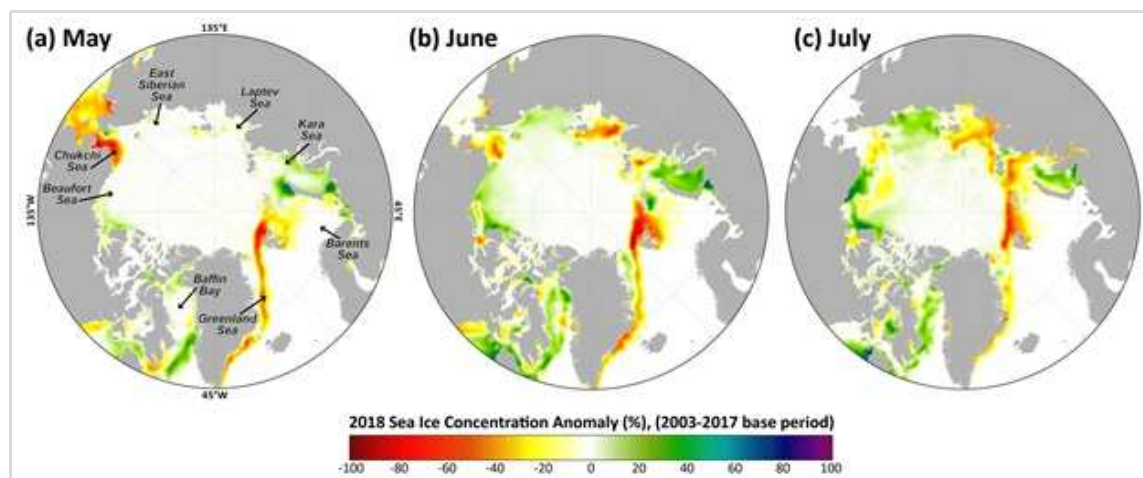 (a) May
(b) June
(c) July
135°E
East
Siberian
Sea
Laptev
Sea
Kara
Sea
Chukchi
Sea
Beaufort
Sea
135°W
45°E
Barents
Sea
Baffin
Bay
Greenland
Sea
45°W
2018 Sea Ice Concentration Anomaly (%), (2003-2017 base period)
-100 -80 -60 -40 -20 0 20 40 60 80 100